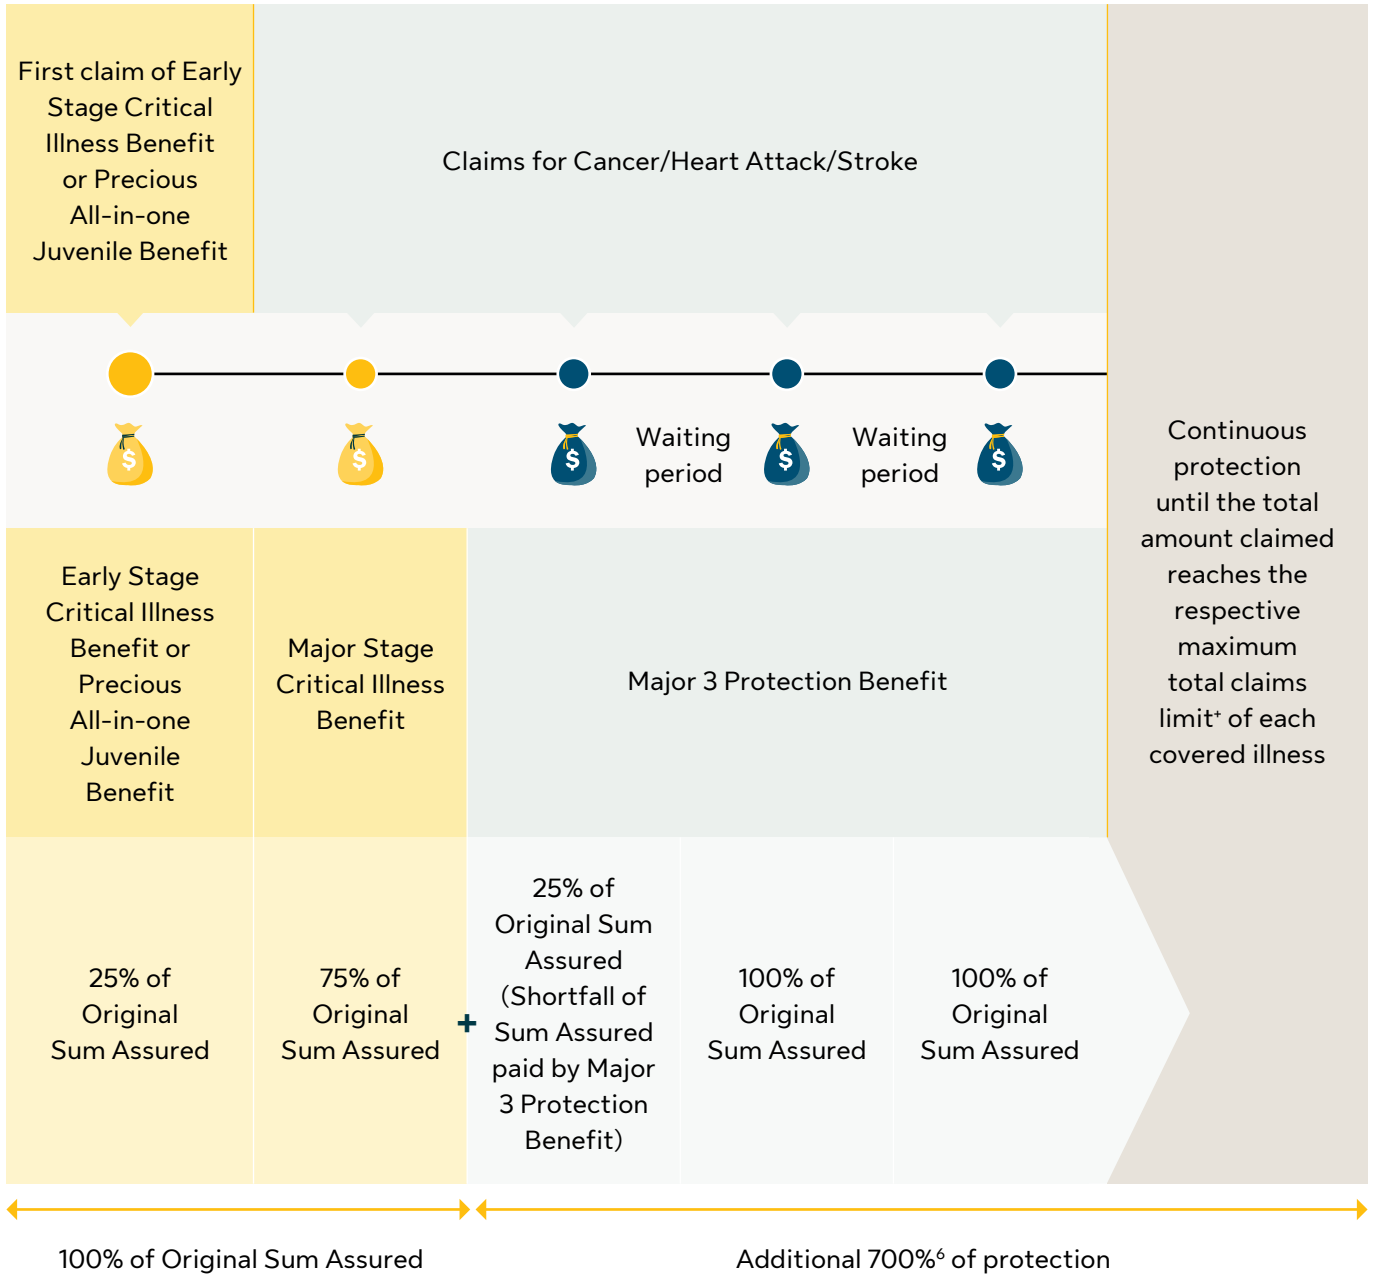 First claim of Early
Stage Critical
Illness Benefit
or Precious
All-in-one
Juvenile Benefit
Claims for Cancer/Heart Attack/Stroke
$
$
$
Waiting
period
$
Waiting
period
$
Early Stage
Critical Illness
Benefit or
Precious
All-in-one
Juvenile
Benefit
Major Stage
Critical Illness
Benefit
Major 3 Protection Benefit
25% of
Original
Sum Assured
75% of
Original
Sum Assured
+
25% of
Original Sum
Assured
(Shortfall of
Sum Assured
paid by Major
3 Protection
Benefit)
100% of
Original
Sum Assured
100% of
Original
Sum Assured
Continuous
protection
until the total
amount claimed
reaches the
respective
maximum
total claims
limit⁺ of each
covered illness
100% of Original Sum Assured
Additional 700%⁶ of protection